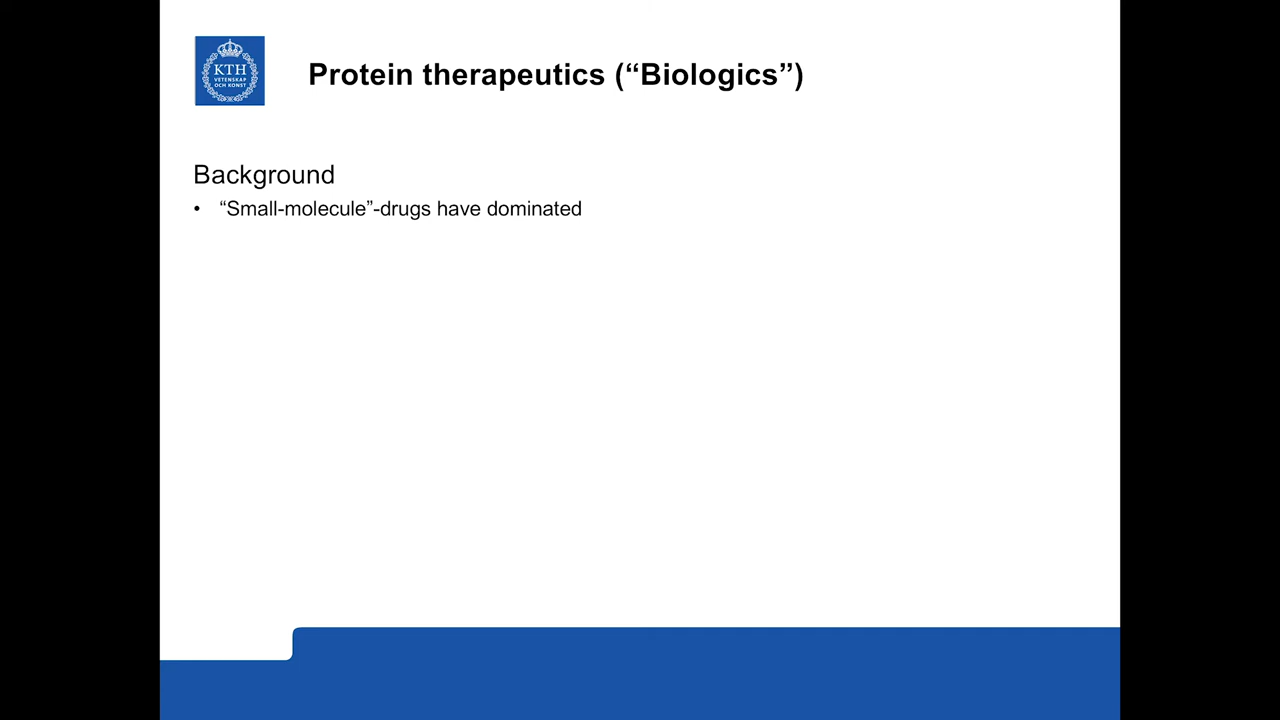 KTH
VETENSKAP
OCH KONST
Protein therapeutics (“Biologics”)
Background
• “Small-molecule”-drugs have dominated